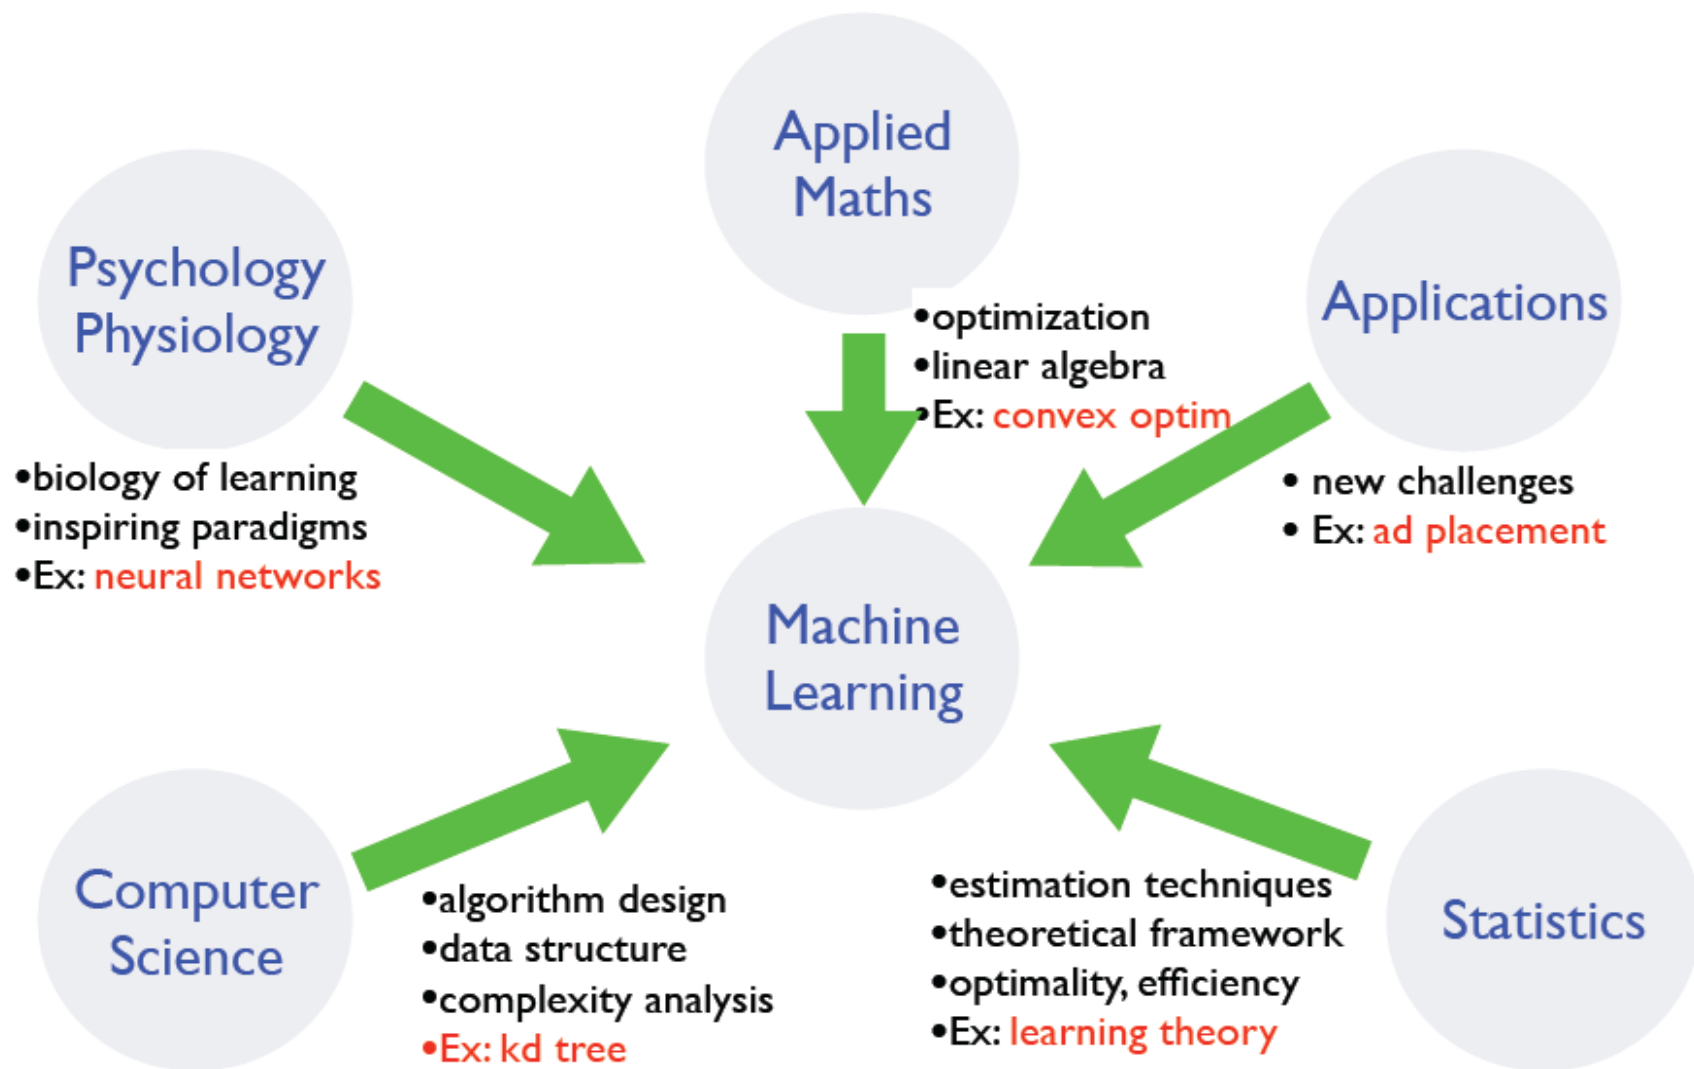 Applied
Maths
•optimization
•linear algebra
•Ex: convex optim
Psychology
Physiology
•biology of learning
•inspiring paradigms
•Ex: neural networks
Applications
• new challenges
• Ex: ad placement
Machine
Learning
Computer
Science
•algorithm design
•data structure
•complexity analysis
•Ex: kd tree
•estimation techniques
•theoretical framework
•optimality, efficiency
•Ex: learning theory
Statistics